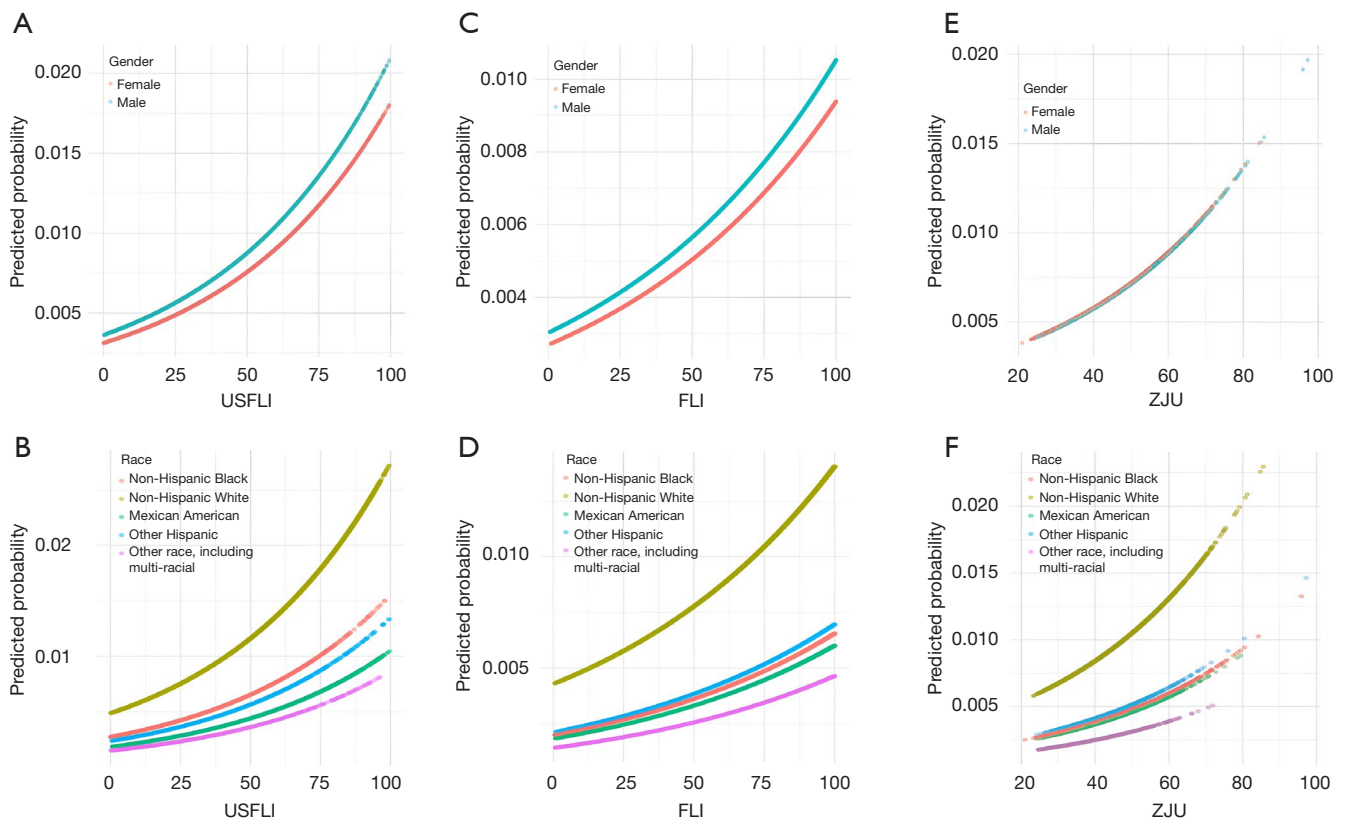 A
Gender
Female
Male
Predicted probability
0.020
0.015
0.010
0.005
0
25
50
75
100
USFLI
C
Gender
Female
Male
Predicted probability
0.010
0.008
0.006
0.004
0
25
50
75
100
FLI
E
Gender
Female
Male
Predicted probability
0.020
0.015
0.010
0.005
20
40
60
80
100
ZJU
B
Race
Non-Hispanic Black
Non-Hispanic White
Mexican American
Other Hispanic
Other race, including
multi-racial
Predicted probability
0.02
0.01
0
25
50
75
100
USFLI
D
Race
Non-Hispanic Black
Non-Hispanic White
Mexican American
Other Hispanic
Other race, including
multi-racial
Predicted probability
0.010
0.005
0
25
50
75
100
FLI
F
Race
Non-Hispanic Black
Non-Hispanic White
Mexican American
Other Hispanic
Other race, including
multi-racial
Predicted probability
0.020
0.015
0.010
0.005
20
40
60
80
100
ZJU